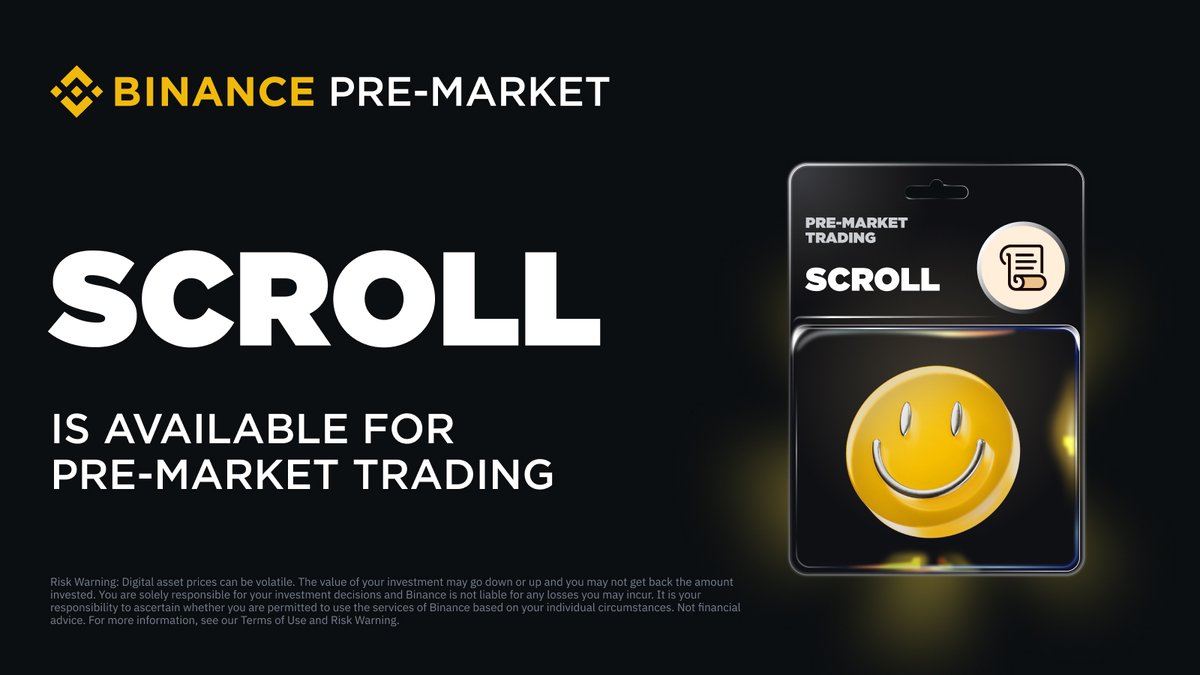 BINANCE PRE-MARKET
SCROLL
IS AVAILABLE FOR
PRE-MARKET TRADING
PRE-MARKET
TRADING
SCROLL
Risk Warning: Digital asset prices can be volatile. The value of your investment may go down or up and you may not get back the amount
invested. You are solely responsible for your investment decisions and Binance is not liable for any losses you may incur. It is your
responsibility to ascertain whether you are permitted to use the services of Binance based on your individual circumstances. Not financial
advice. For more information, see our Terms of Use and Risk Warning.